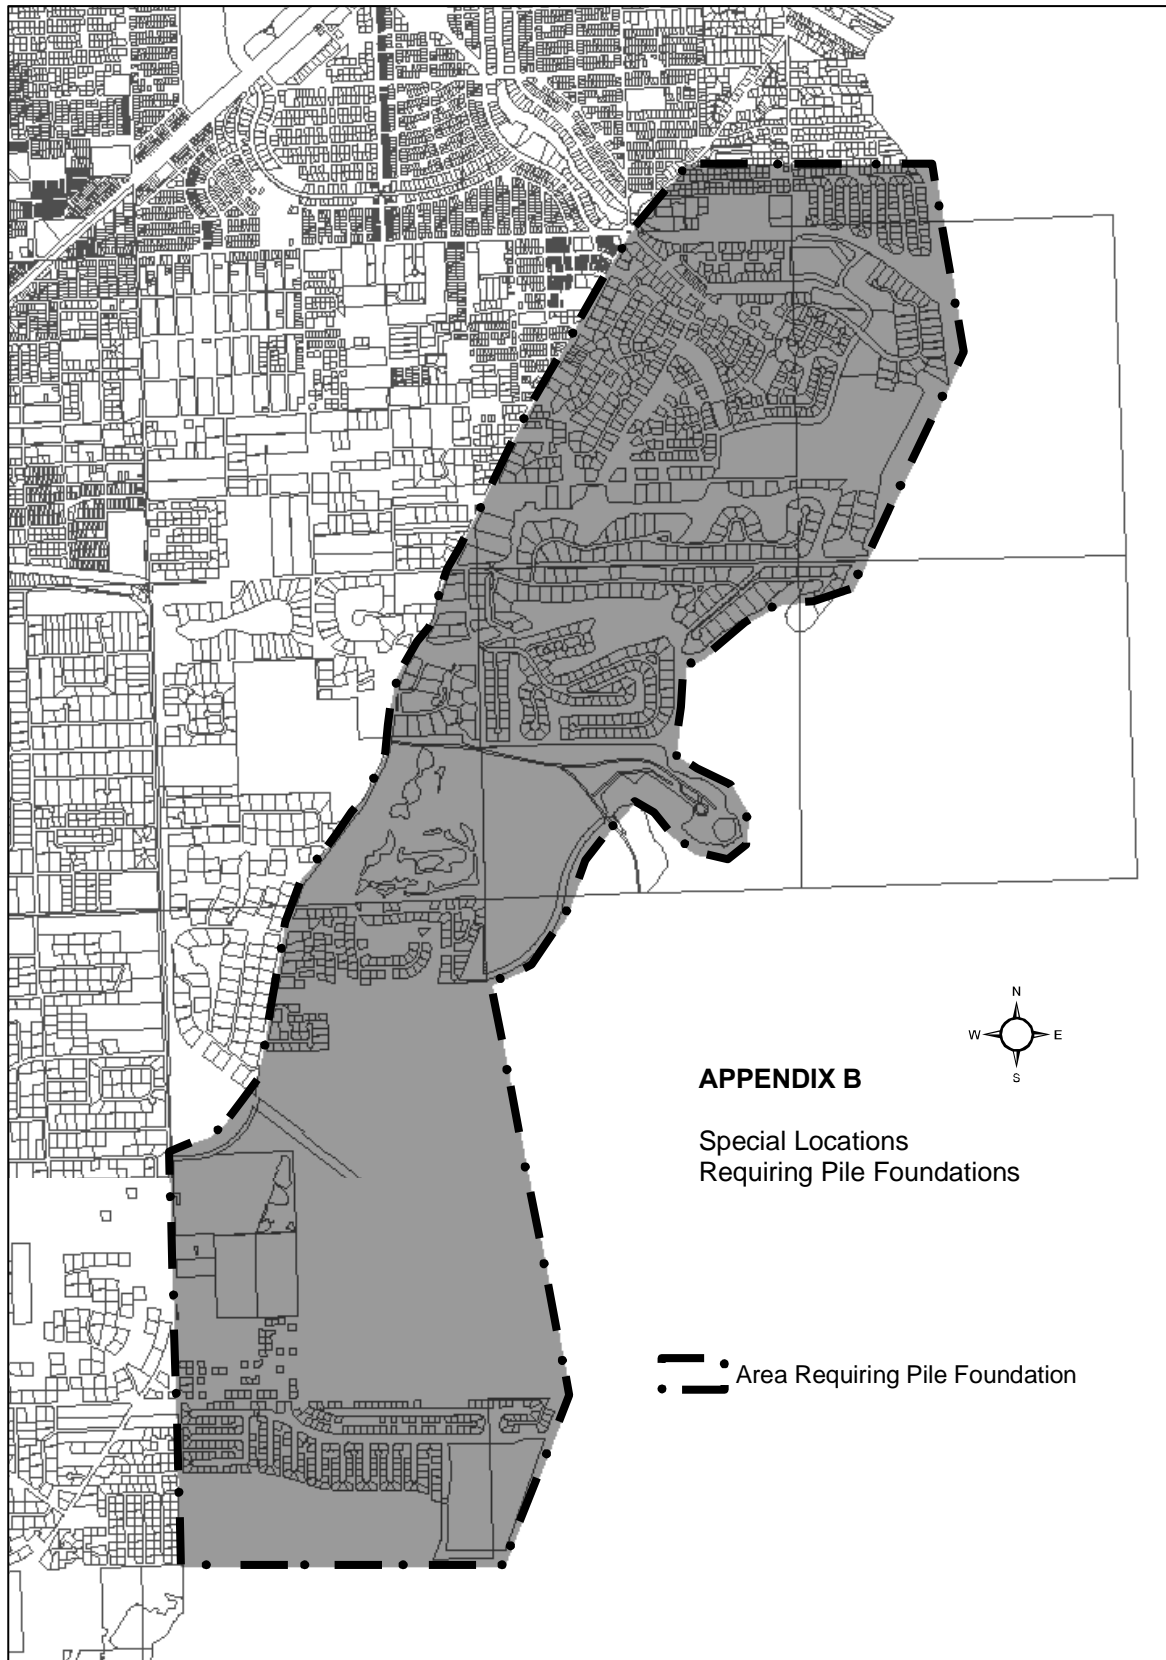 N
W E
S
APPENDIX B
Special Locations
Requiring Pile Foundations
Area Requiring Pile Foundation